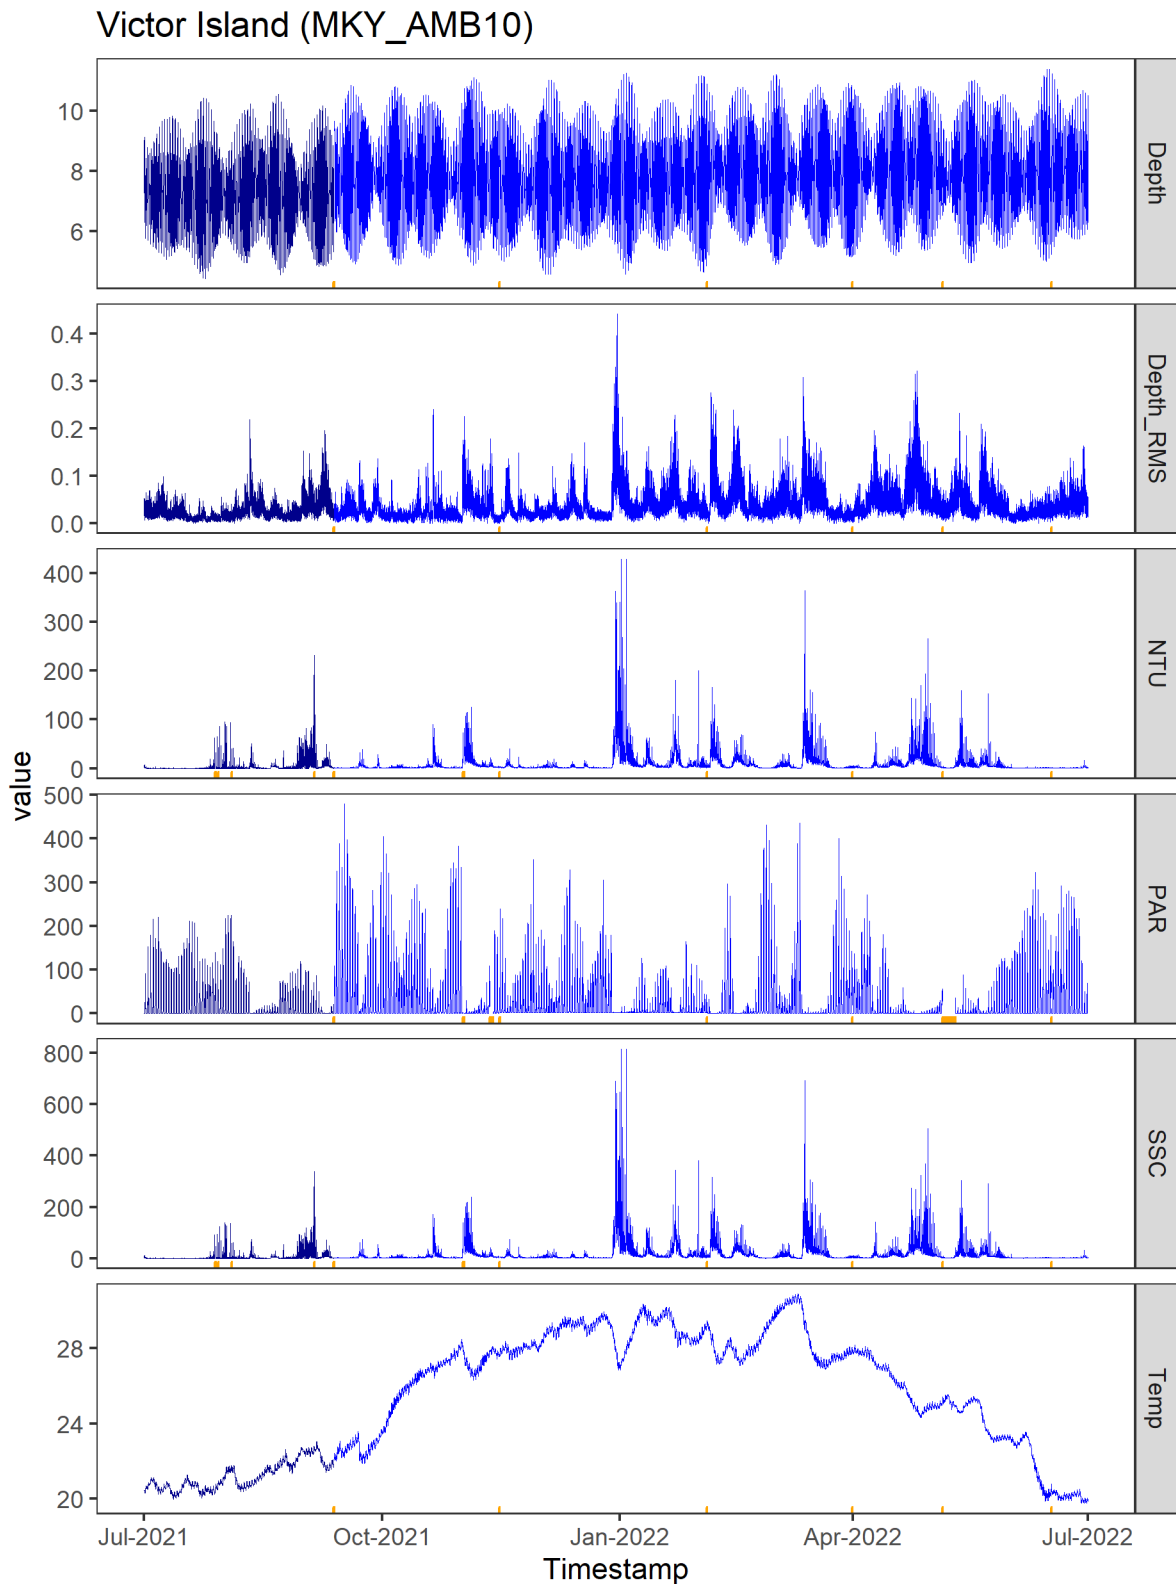 Victor Island (MKY_AMB10)
10
8
6
Depth
0.4
0.3
0.2
0.1
0.0
Depth_RMS
400
300
200
100
0
NTU
value
500
400
300
200
100
0
PAR
800
600
400
200
0
SSC
28
24
20
Temp
Jul-2021 Oct-2021 Jan-2022 Apr-2022 Jul-2022
Timestamp